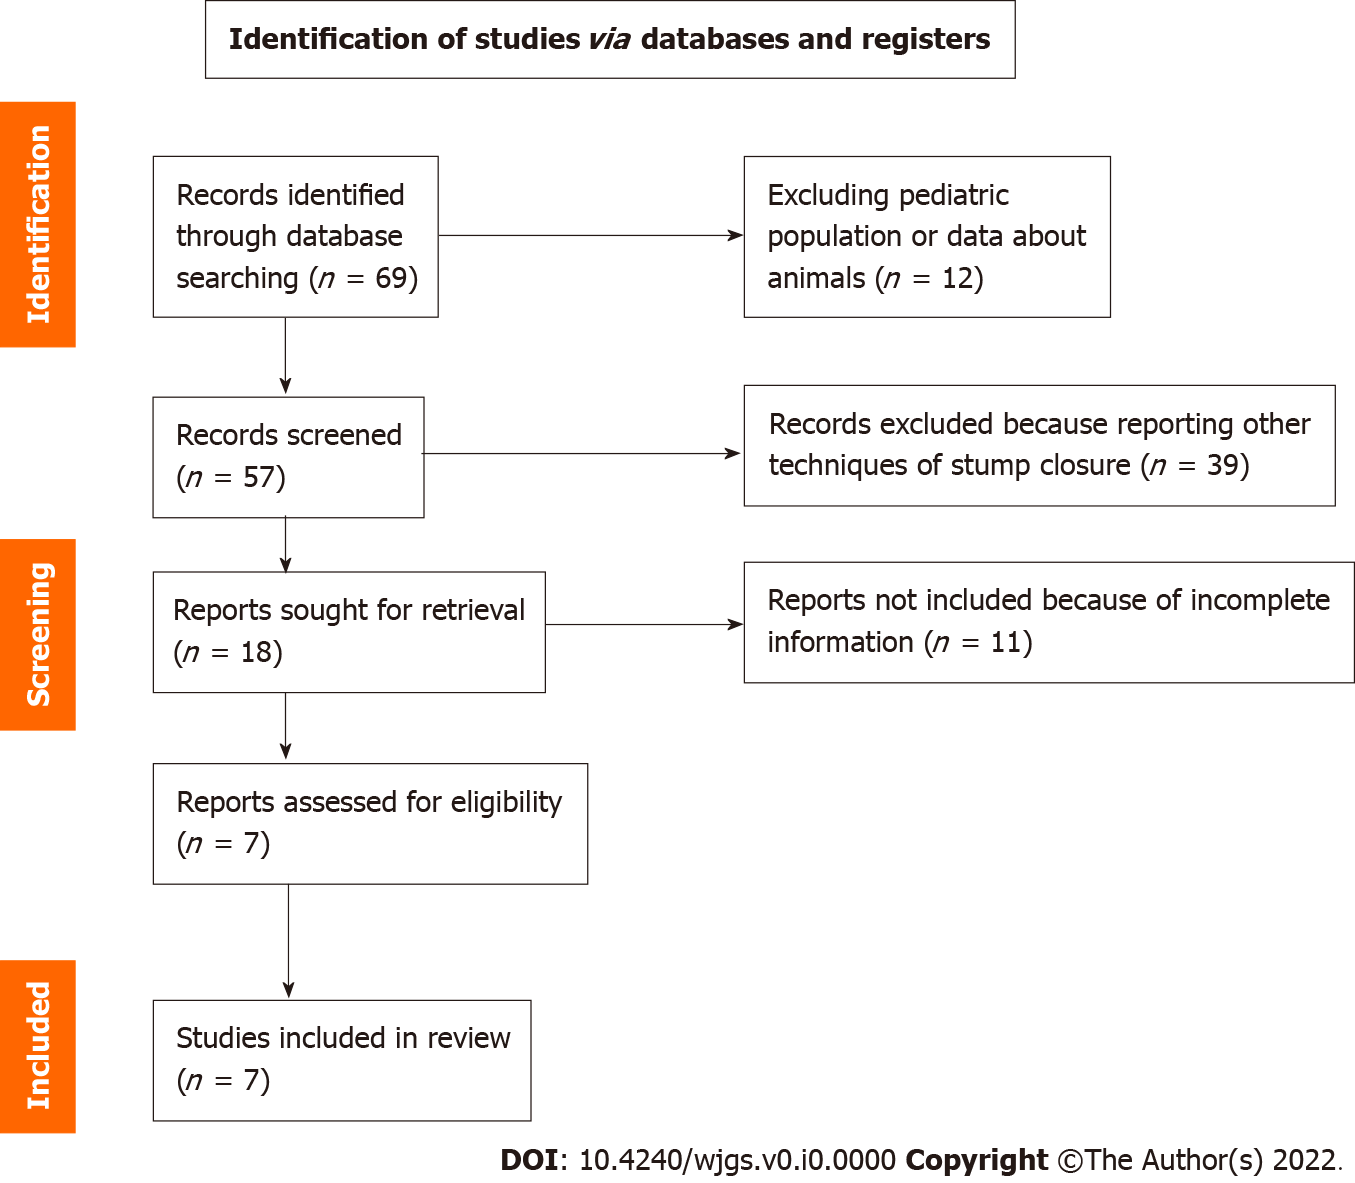 Identification of studies via databases and registers
Identification
Records identified
through database
searching (n = 69)
Excluding pediatric
population or data about
animals (n = 12)
Records screened
(n = 57)
Records excluded because reporting other
techniques of stump closure (n = 39)
Screening
Reports sought for retrieval
(n = 18)
Reports not included because of incomplete
information (n = 11)
Reports assessed for eligibility
(n = 7)
Included
Studies included in review
(n = 7)
DOI: 10.4240/wjgs.v0.i0.0000 Copyright ©The Author(s) 2022.